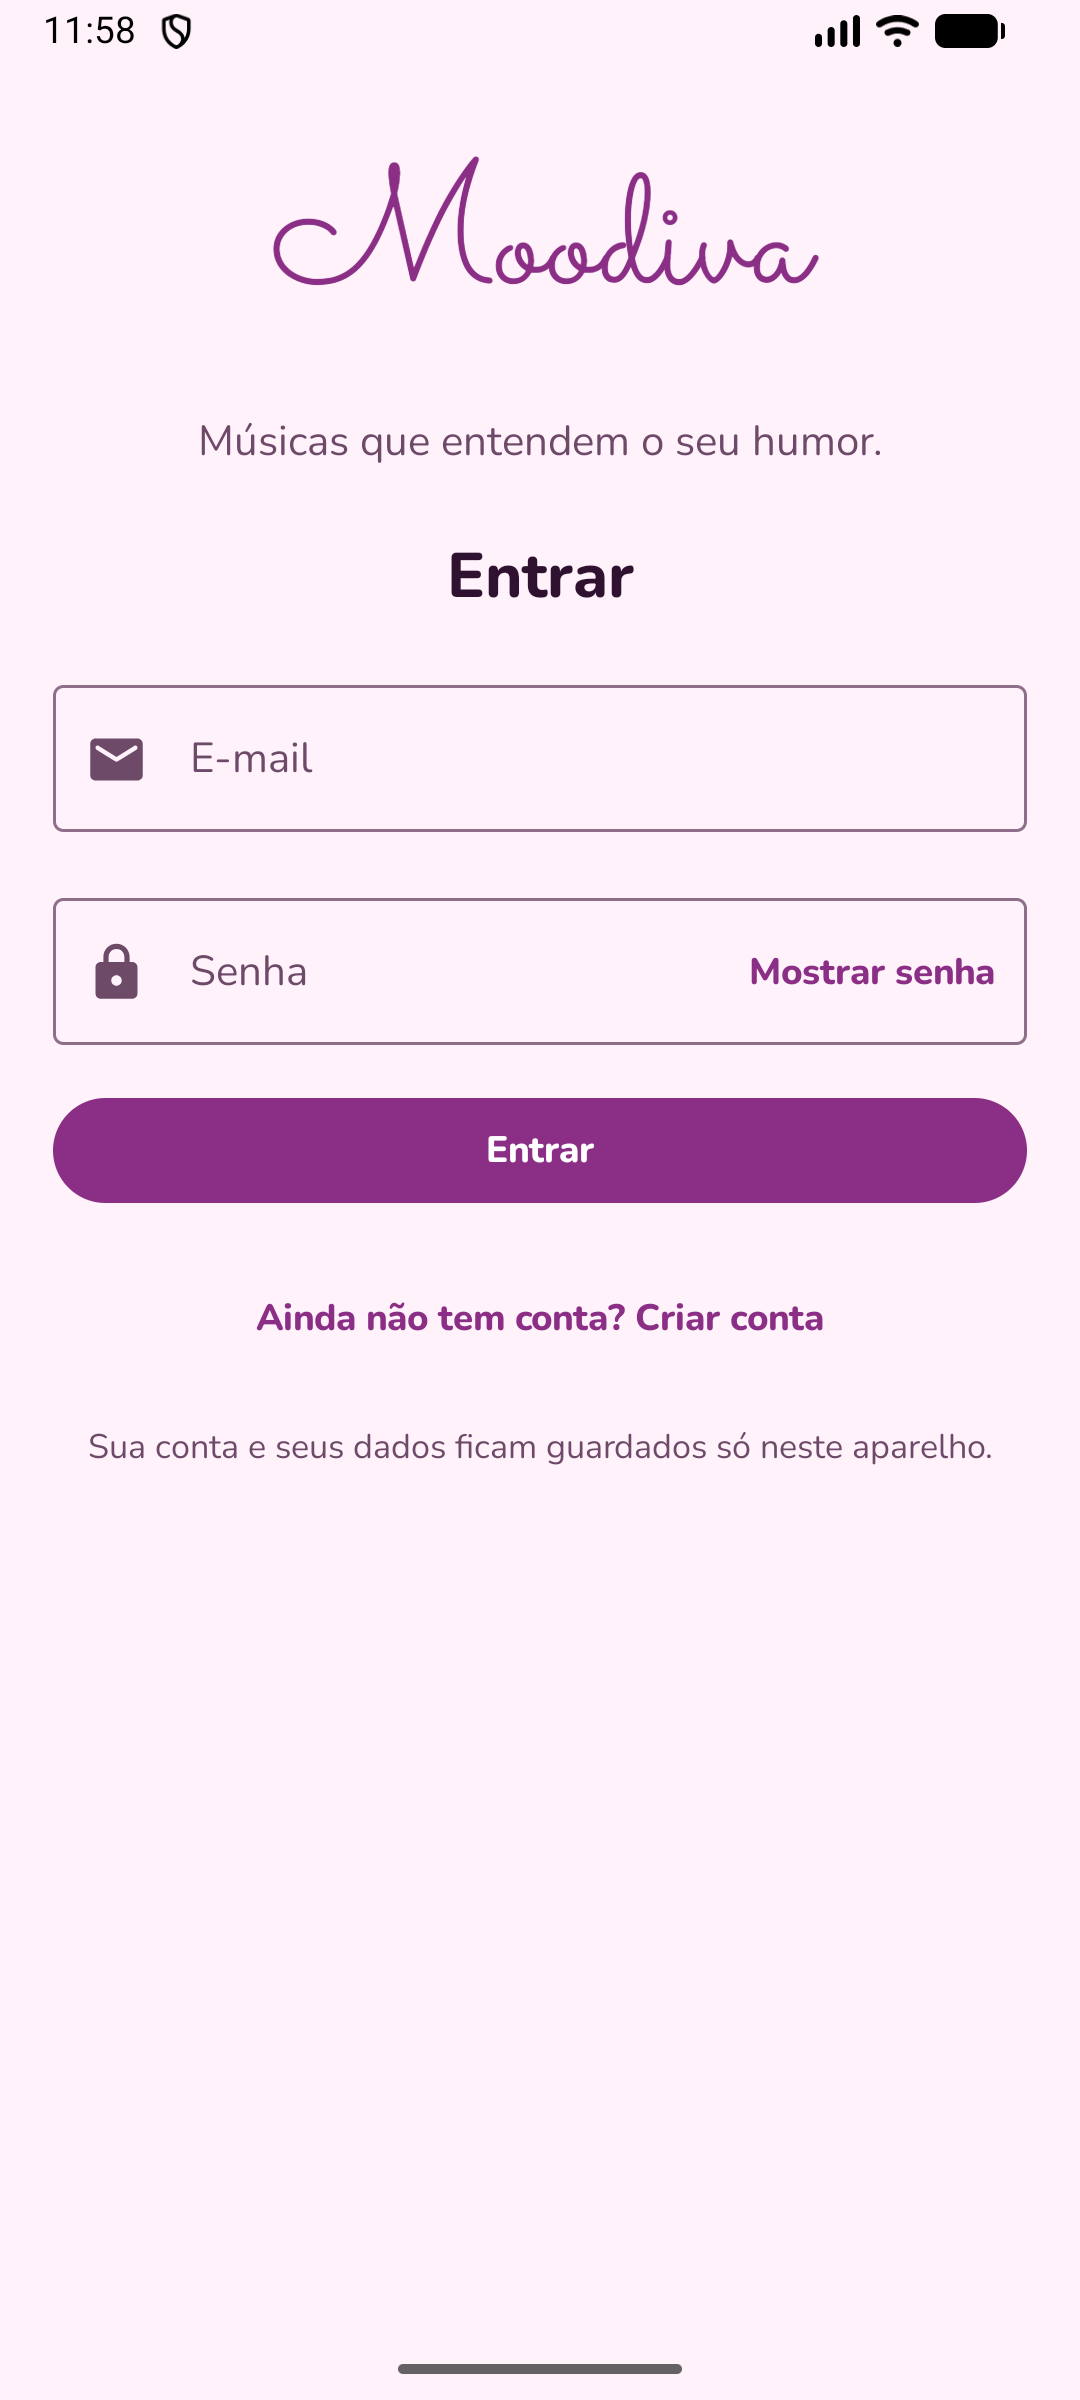 11:58
Moodiva
Músicas que entendem o seu humor.
Entrar
E-mail
Senha
Mostrar senha
Entrar
Ainda não tem conta? Criar conta
Sua conta e seus dados ficam guardados só neste aparelho.